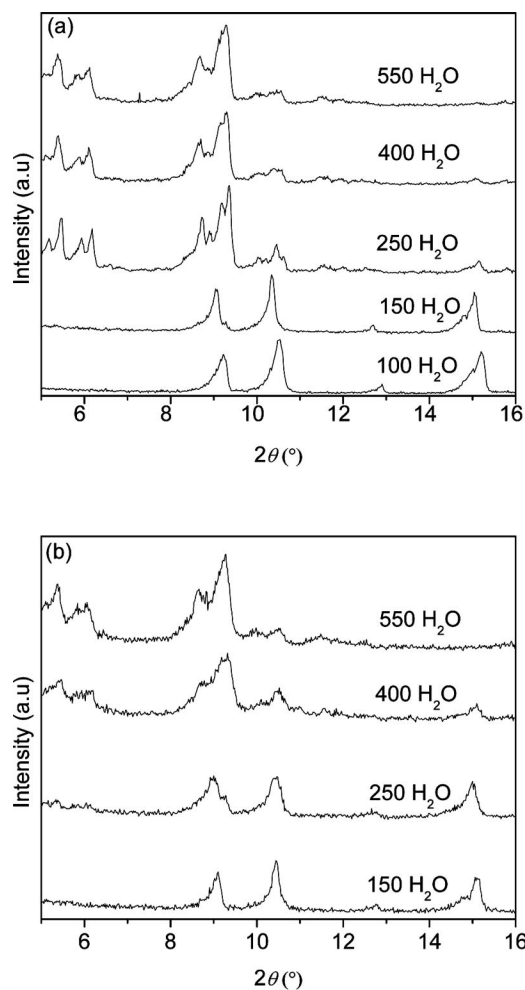 (a)
550 H₂O
400 H₂O
250 H₂O
150 H₂O
100 H₂O
Intensity (a.u)
6 8 10 12 14 16
2θ (°)
(b)
550 H₂O
400 H₂O
250 H₂O
150 H₂O
Intensity (a.u)
6 8 10 12 14 16
2θ (°)